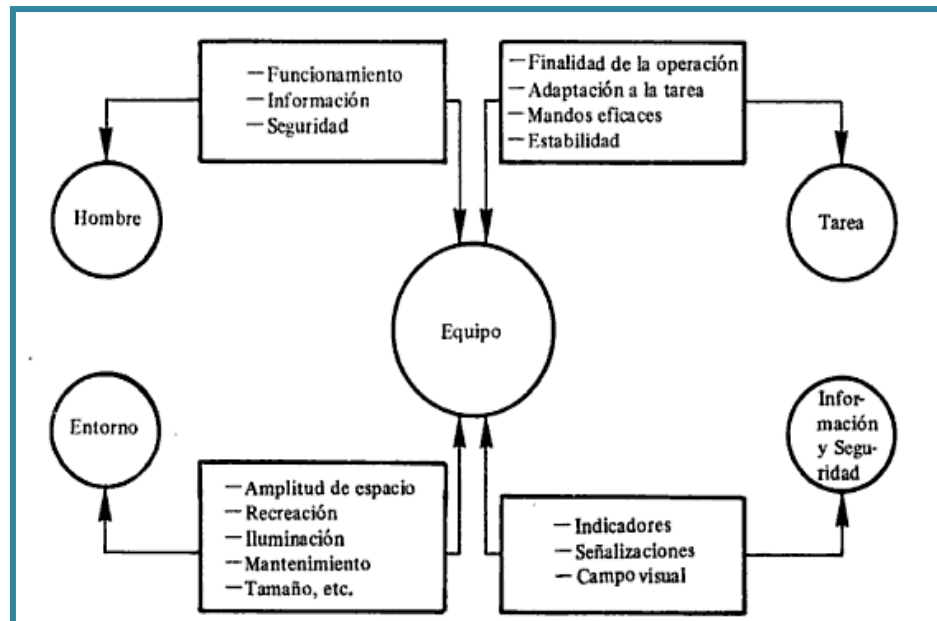 — Funcionamiento
— Información
— Seguridad
— Finalidad de la operación
— Adaptación a la tarea
— Mandos eficaces
— Estabilidad
Hombre
Tarea
Equipo
Entorno
Infor-
mación
y Segu-
ridad
— Amplitud de espacio
— Recreación
— Iluminación
— Mantenimiento
— Tamaño, etc.
— Indicadores
— Señalizaciones
— Campo visual